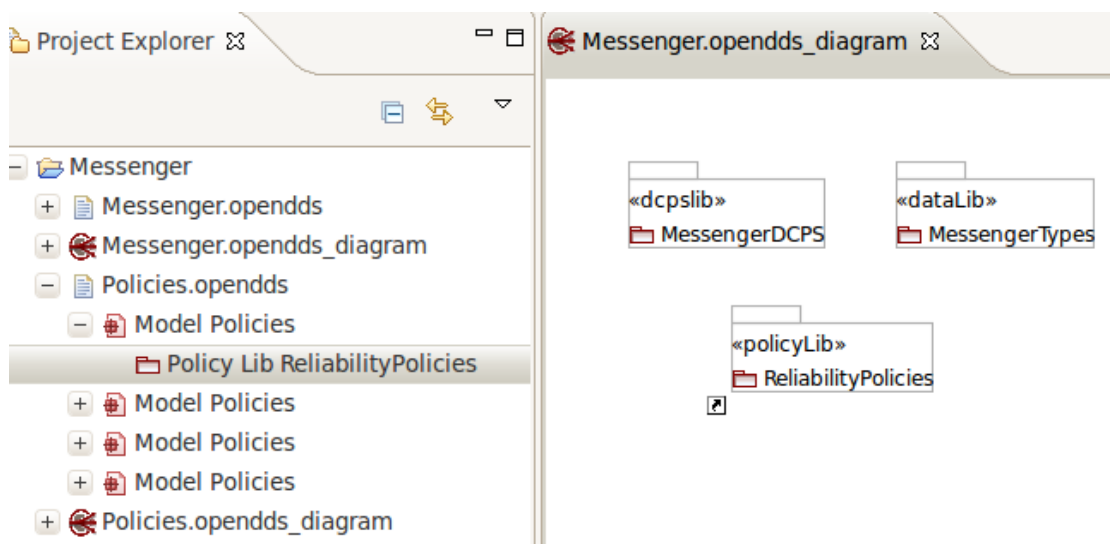 Project Explorer
Messenger
Messenger.opendds
Messenger.opendds_diagram
Policies.opendds
Model Policies
Policy Lib ReliabilityPolicies
Model Policies
Model Policies
Model Policies
Policies.opendds_diagram
Messenger.opendds_diagram
«dcpslib»
MessengerDCPS
«dataLib»
MessengerTypes
«policyLib»
ReliabilityPolicies